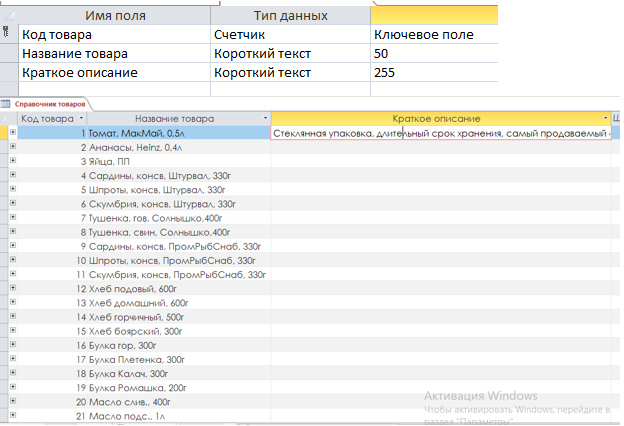 Имя поля Тип данных
Код товара Счетчик Ключевое поле
Название товара Короткий текст 50
Краткое описание Короткий текст 255
Справочник товаров
Код товара Название товара Краткое описание
1 Томат, МакМай, 0,5л Стеклянная упаковка, длительный срок хранения, самый продаваемый
2 Ананасы, Heinz, 0,4л
3 Яйца, ПП
4 Сардины, консв, Штурвал, 330г
5 Шпроты, консв, Штурвал, 330г
6 Скумбрия, консв, Штурвал, 330г
7 Тушенка, гов, Солнышко,400г
8 Тушенка, свин, Солнышко,400г
9 Сардины, консв, ПромРыбСнаб, 330г
10 Шпроты, консв, ПромРыбСнаб, 330г
11 Скумбрия, консв, ПромРыбСнаб, 330г
12 Хлеб подовый, 600г
13 Хлеб домашний, 600г
14 Хлеб горчичный, 500г
15 Хлеб боярский, 300г
16 Булка гор, 300г
17 Булка Плетенка, 300г
18 Булка Калач, 300г
19 Булка Ромашка, 200г
20 Масло слив., 400г
21 Масло подс., 1л
Активация Windows
Чтобы активировать Windows, перейдите в
раздел "Параметры".